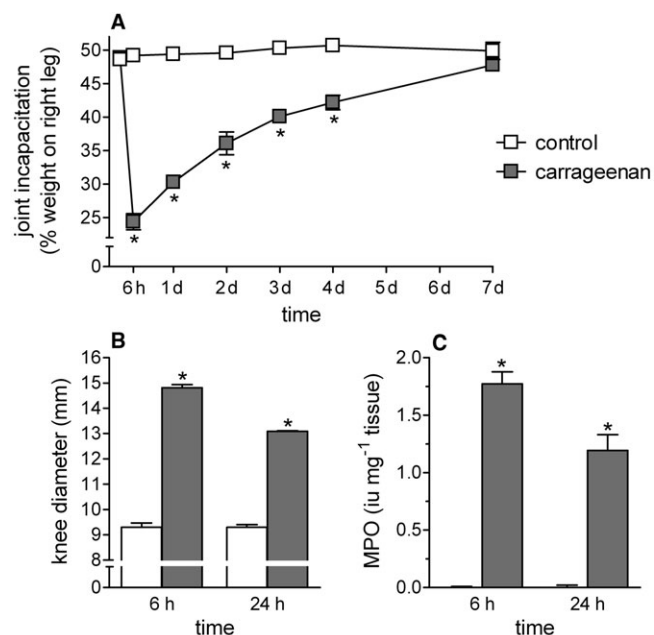 A
joint incapacitation
(% weight on right leg)
50
45
40
35
30
25
0
* * * * *
6 h 1 d 2 d 3 d 4 d 5 d 6 d 7 d
time
control
carrageenan
B
knee diameter (mm)
16
15
14
13
12
11
10
9
8
0
* *
6 h 24 h
time
C
MPO (iu mg⁻¹ tissue)
2.0
1.5
1.0
0.5
0.0
* *
6 h 24 h
time